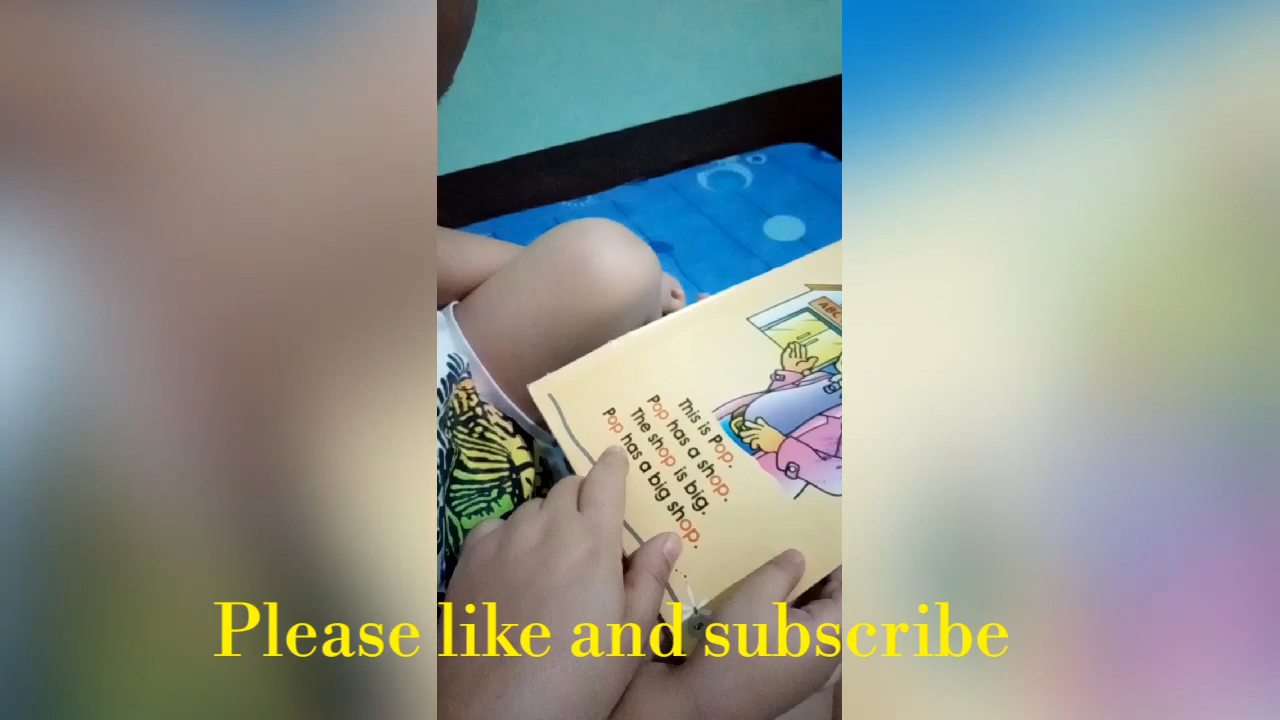 ABC
This is Pop.
Pop has a shop.
The shop is big.
Pop has a big shop.
Please like and subscribe